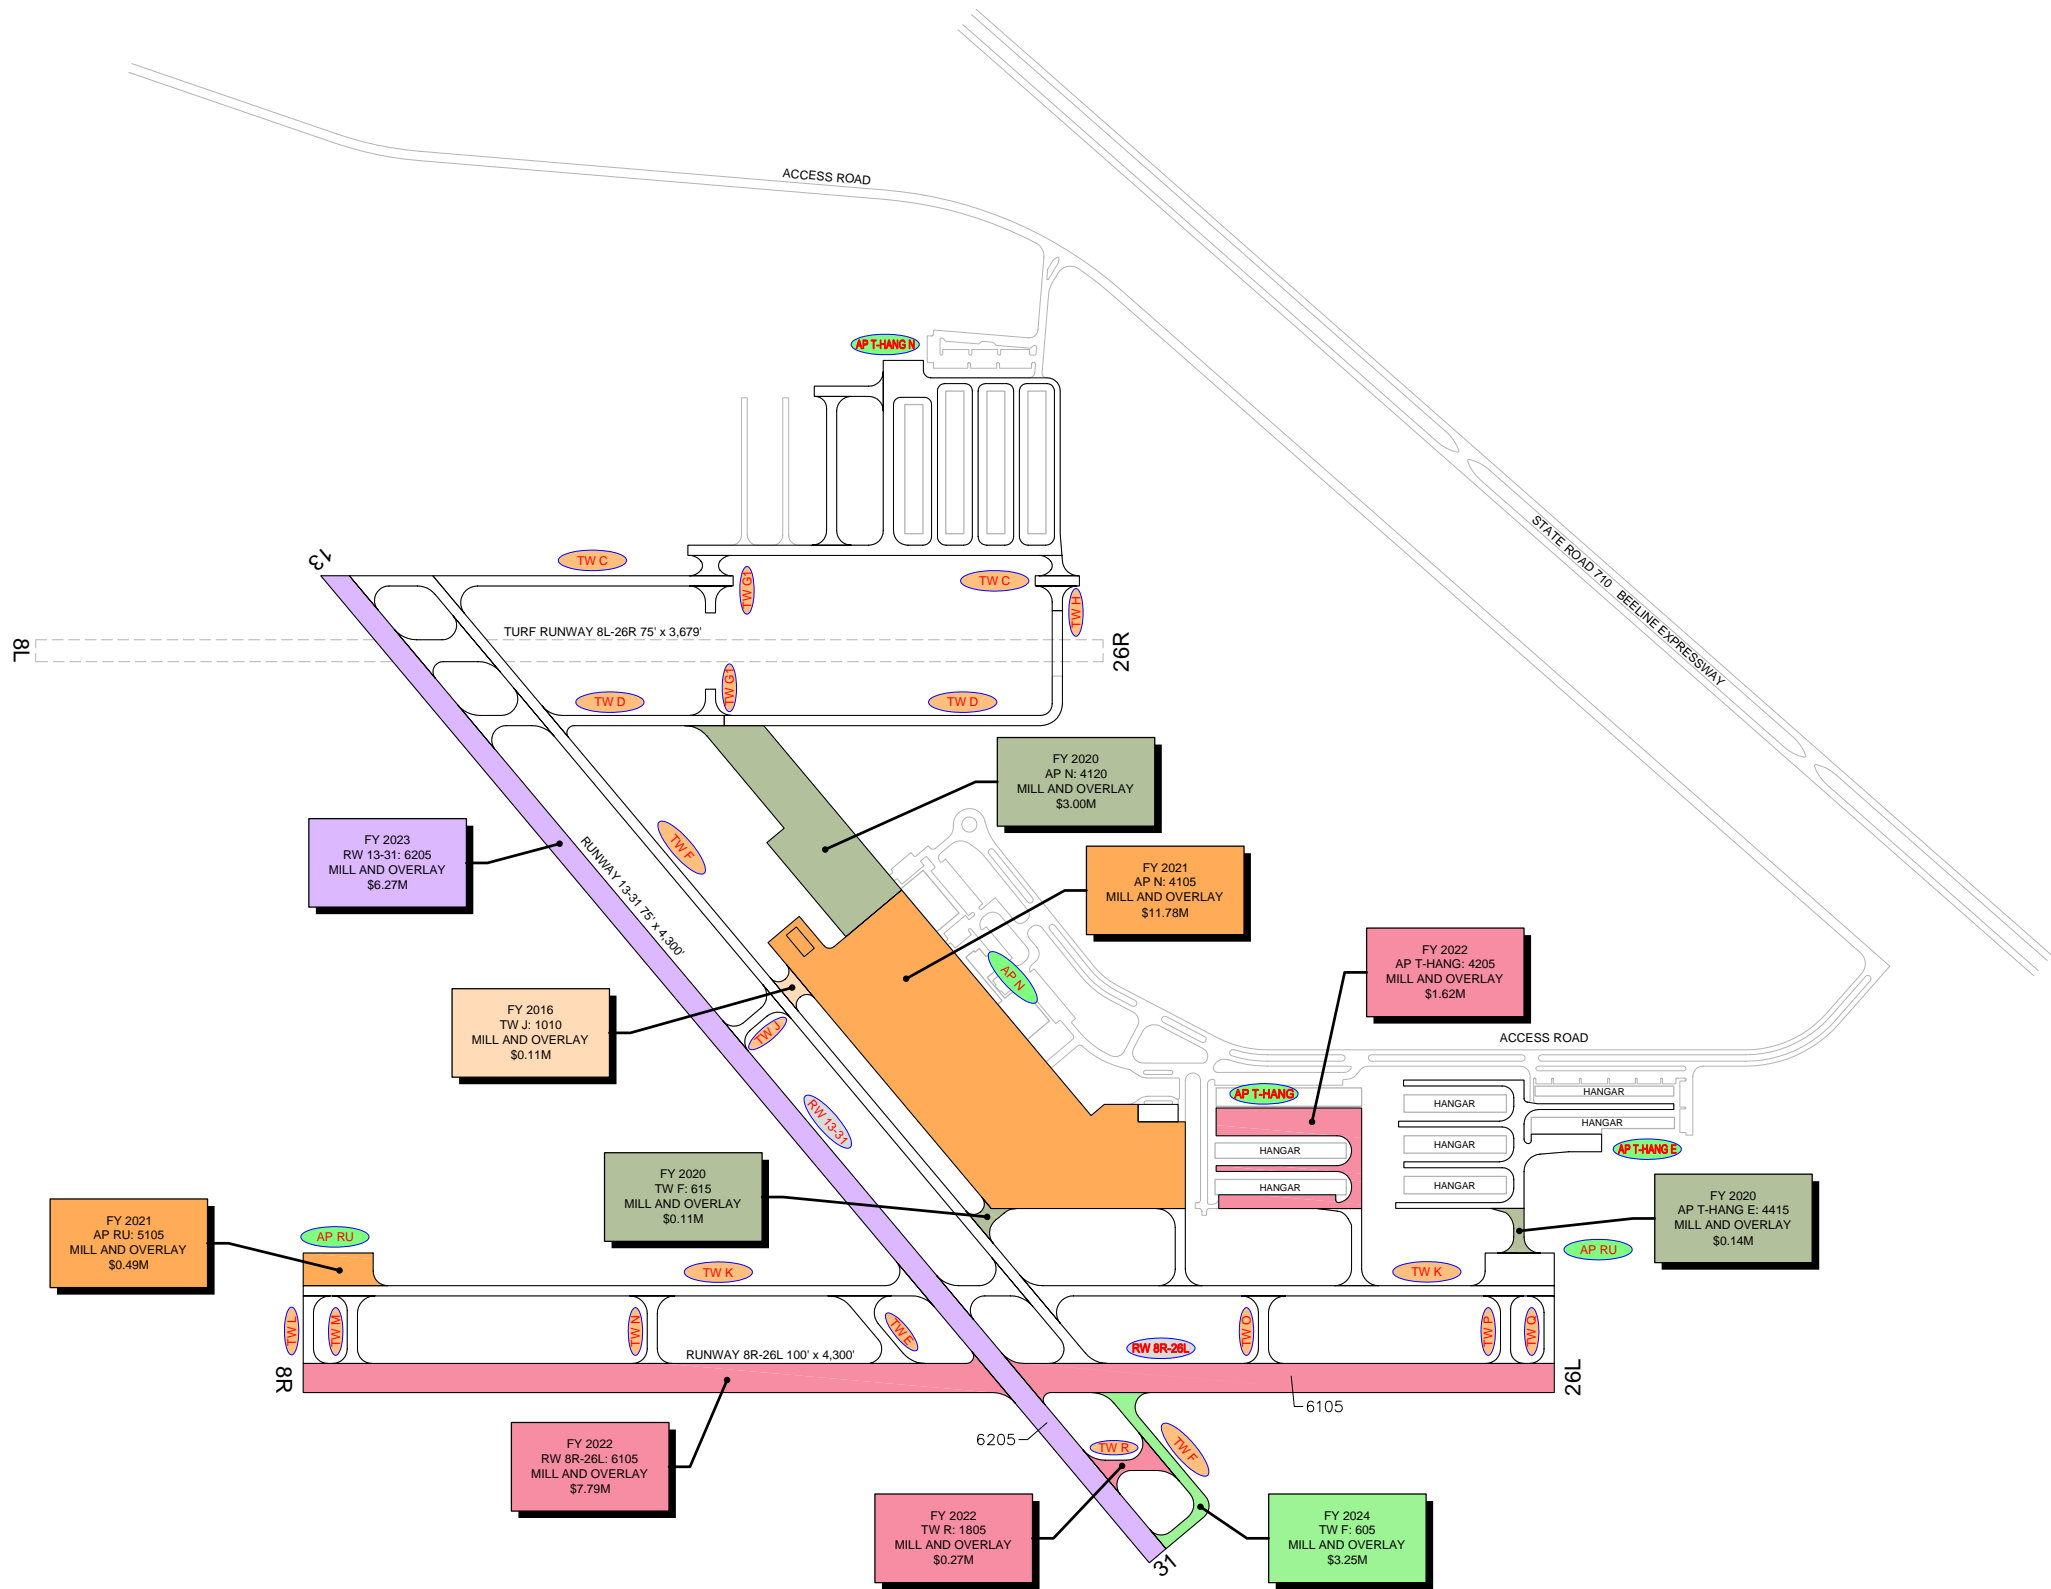 ACCESS ROAD
AP T-HANG N
STATE ROAD 710   BEELINE EXPRESSWAY
13
TW C
TW G1
TW C
TW H
8L
TURF RUNWAY 8L-26R 75' x 3,679'
26R
TW D
TW G1
TW D
FY 2020
AP N: 4120
MILL AND OVERLAY
$3.00M
FY 2023
RW 13-31: 6205
MILL AND OVERLAY
$6.27M
TW F
RUNWAY 13-31 75' x 4,300'
FY 2021
AP N: 4105
MILL AND OVERLAY
$11.78M
AP N
FY 2022
AP T-HANG: 4205
MILL AND OVERLAY
$1.62M
FY 2016
TW J: 1010
MILL AND OVERLAY
$0.11M
TW J
ACCESS ROAD
RW 13-31
AP T-HANG
HANGAR
HANGAR
HANGAR
HANGAR
HANGAR
HANGAR
HANGAR
AP T-HANG E
FY 2020
TW F: 615
MILL AND OVERLAY
$0.11M
FY 2020
AP T-HANG E: 4415
MILL AND OVERLAY
$0.14M
FY 2021
AP RU: 5105
MILL AND OVERLAY
$0.49M
AP RU
AP RU
TW K
TW K
TW L
TW M
TW N
TW E
TW O
TW P
TW Q
RW 8R-26L
RUNWAY 8R-26L 100' x 4,300'
8R
26L
6105
6205
FY 2022
RW 8R-26L: 6105
MILL AND OVERLAY
$7.79M
TW R
TW F
FY 2022
TW R: 1805
MILL AND OVERLAY
$0.27M
FY 2024
TW F: 605
MILL AND OVERLAY
$3.25M
31